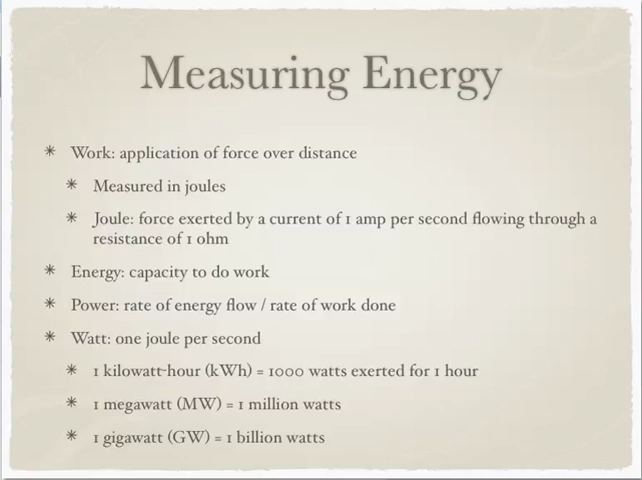 Measuring Energy
Work: application of force over distance
Measured in joules
Joule: force exerted by a current of 1 amp per second flowing through a
resistance of 1 ohm
Energy: capacity to do work
Power: rate of energy flow / rate of work done
Watt: one joule per second
1 kilowatt-hour (kWh) = 1000 watts exerted for 1 hour
1 megawatt (MW) = 1 million watts
1 gigawatt (GW) = 1 billion watts